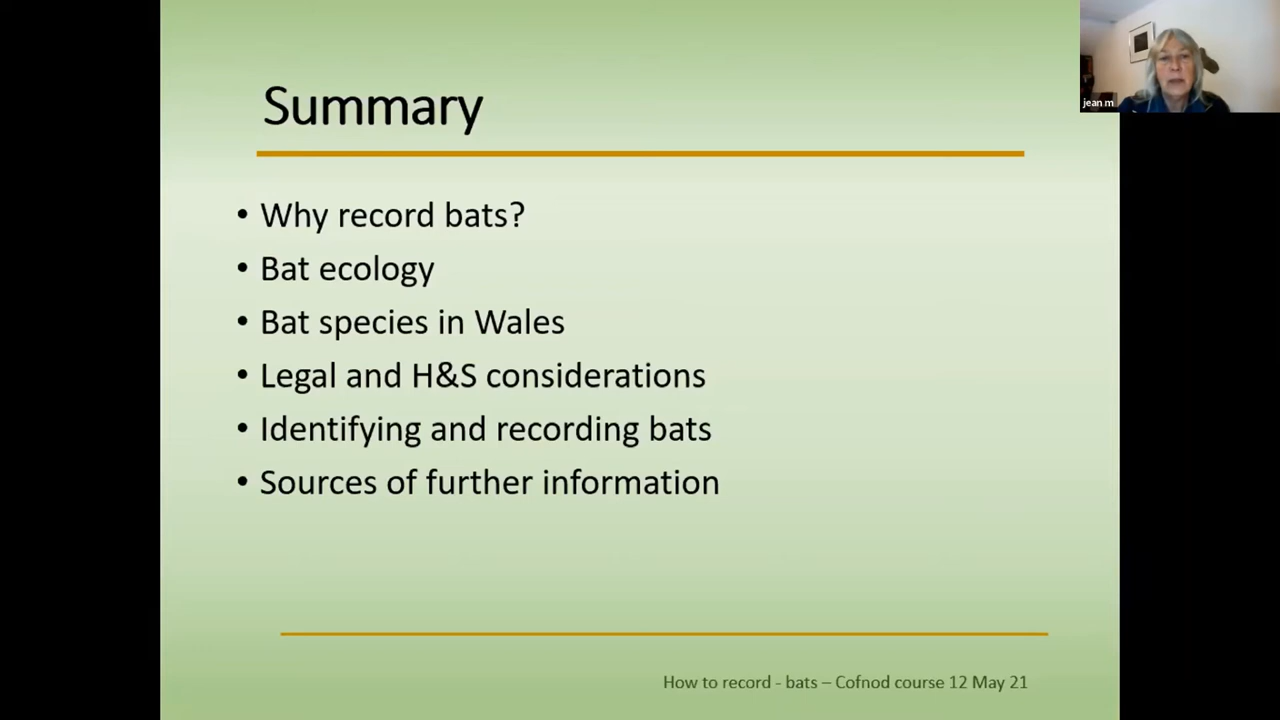 jean m
Summary
• Why record bats?
• Bat ecology
• Bat species in Wales
• Legal and H&S considerations
• Identifying and recording bats
• Sources of further information
How to record - bats – Cofnod course 12 May 21